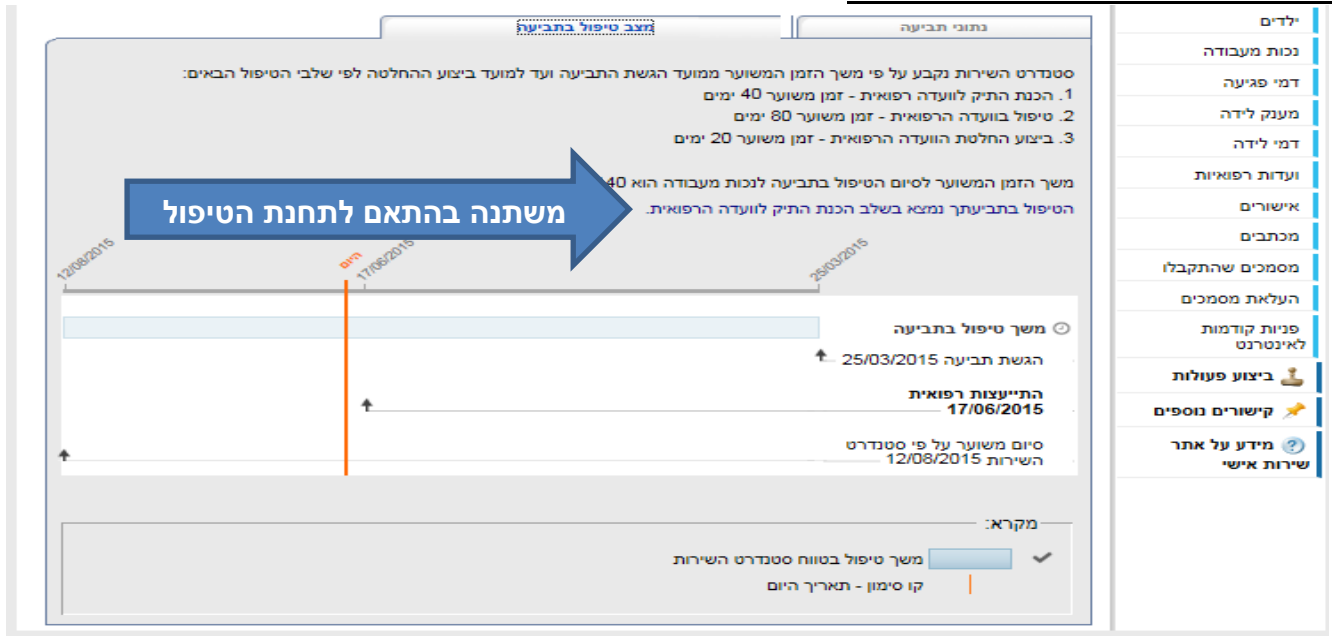 ילדים
נכות מעבודה
דמי פגיעה
מענק לידה
דמי לידה
ועדות רפואיות
אישורים
מכתבים
מסמכים שהתקבלו
העלאת מסמכים
פניות קודמות
לאינטרנט
ביצוע פעולות
קישורים נוספים
מידע על אתר
שירות אישי
נתוני תביעה
מצב טיפול בתביעה
סטנדרט השירות נקבע על פי משך הזמן המשוער ממועד הגשת התביעה ועד למועד ביצוע ההחלטה לפי שלבי הטיפול הבאים:
1. הכנת התיק לוועדה רפואית - זמן משוער 40 ימים
2. טיפול בוועדה הרפואית - זמן משוער 80 ימים
3. ביצוע החלטת הוועדה הרפואית - זמן משוער 20 ימים
משך הזמן המשוער לסיום הטיפול בתביעה לנכות מעבודה הוא 40
הטיפול בתביעתך נמצא בשלב הכנת התיק לוועדה הרפואית.
משתנה בהתאם לתחנת הטיפול
25/03/2015
17/06/2015
היום
12/08/2015
משך טיפול בתביעה
הגשת תביעה 25/03/2015
התייעצות רפואית
17/06/2015
סיום משוער על פי סטנדרט
השירות 12/08/2015
מקרא:
משך טיפול בטווח סטנדרט השירות
קו סימון - תאריך היום